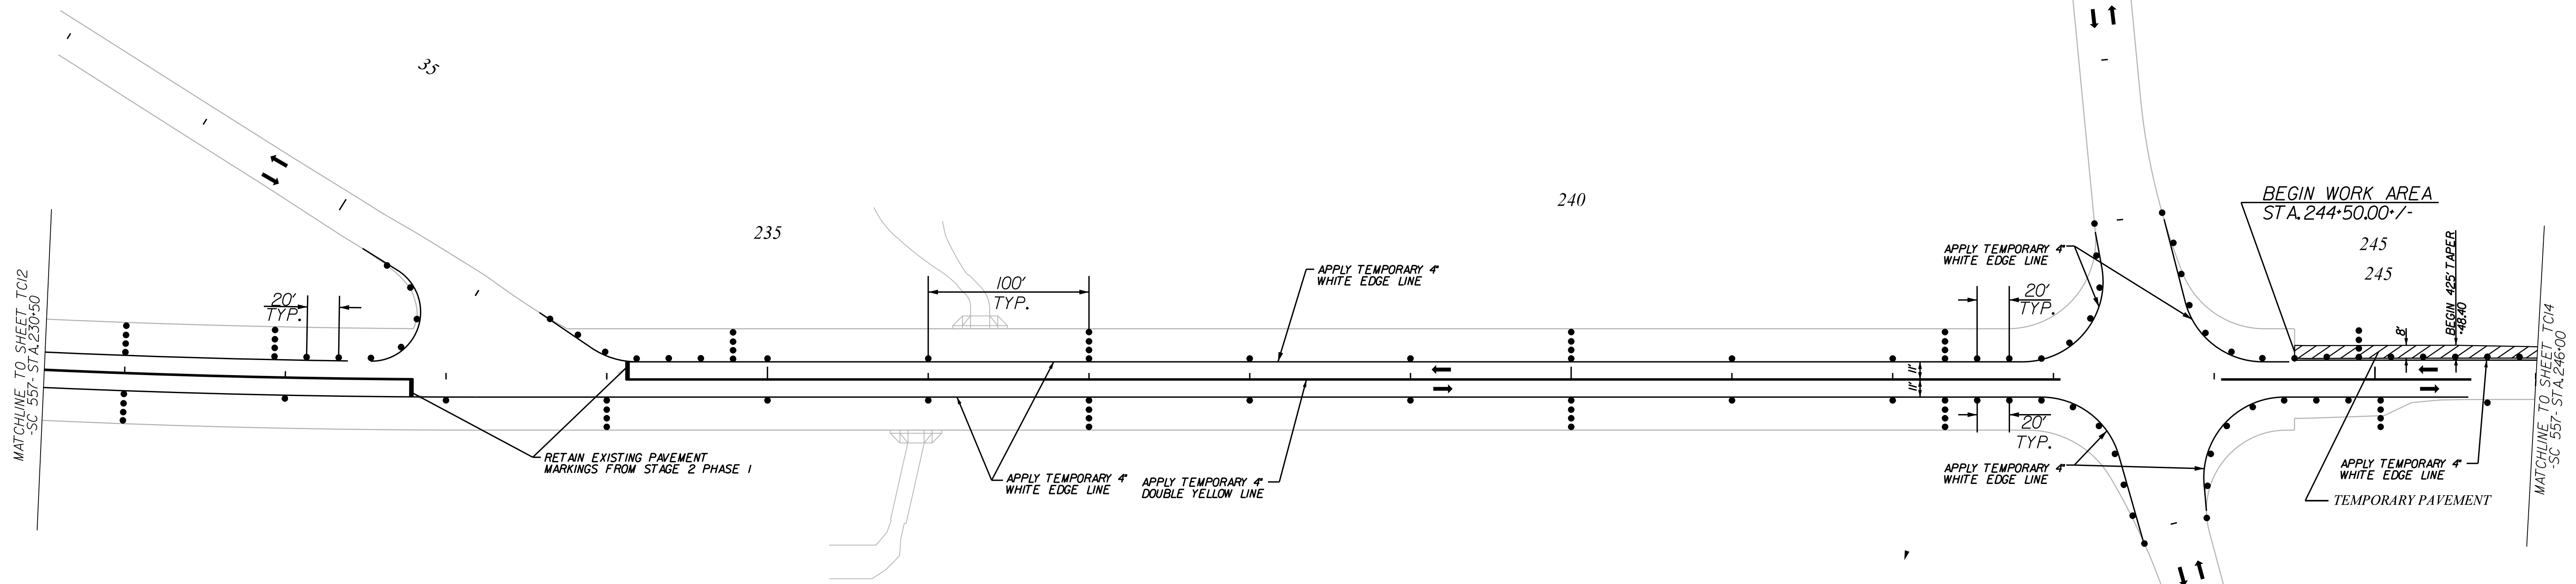 MATCHLINE TO SHEET TC12
-SC 557- STA.230+50
35
20'
TYP.
235
RETAIN EXISTING PAVEMENT
MARKINGS FROM STAGE 2 PHASE 1
100'
TYP.
APPLY TEMPORARY 4"
WHITE EDGE LINE
APPLY TEMPORARY 4"
WHITE EDGE LINE
APPLY TEMPORARY 4"
DOUBLE YELLOW LINE
240
11'
11'
20'
TYP.
20'
TYP.
APPLY TEMPORARY 4"
WHITE EDGE LINE
APPLY TEMPORARY 4"
WHITE EDGE LINE
BEGIN WORK AREA
STA.244+50.00+/-
245
245
8'
BEGIN 425' TAPER
+48.40
APPLY TEMPORARY 4"
WHITE EDGE LINE
TEMPORARY PAVEMENT
MATCHLINE TO SHEET TC14
-SC 557- STA.246+00